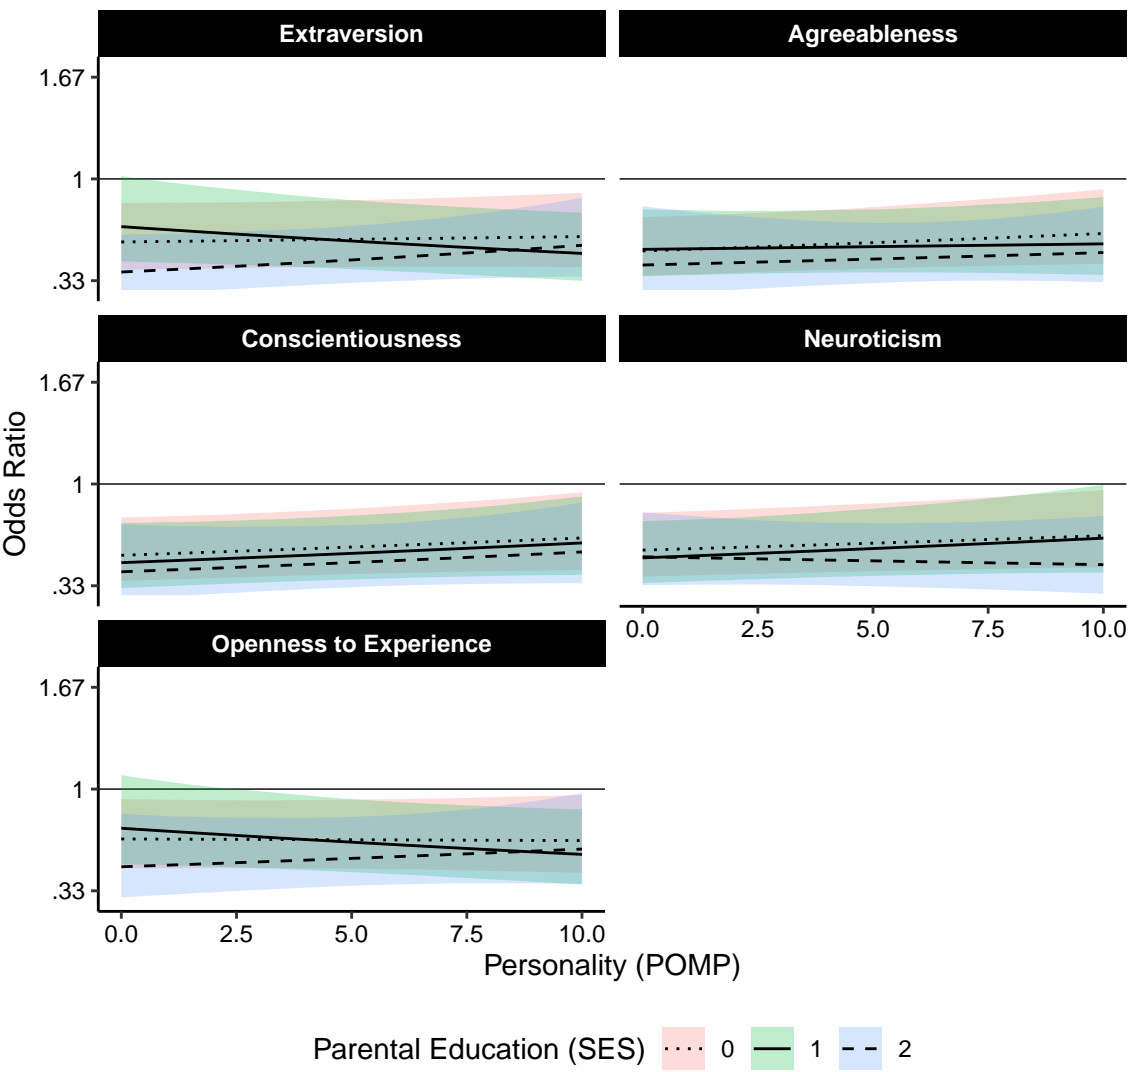 Extraversion Agreeableness
1.67
1
.33
Conscientiousness Neuroticism
1.67
1
.33
0.0 2.5 5.0 7.5 10.0
Openness to Experience
1.67
1
.33
0.0 2.5 5.0 7.5 10.0
Odds Ratio
Personality (POMP)
Parental Education (SES) 0 1 2